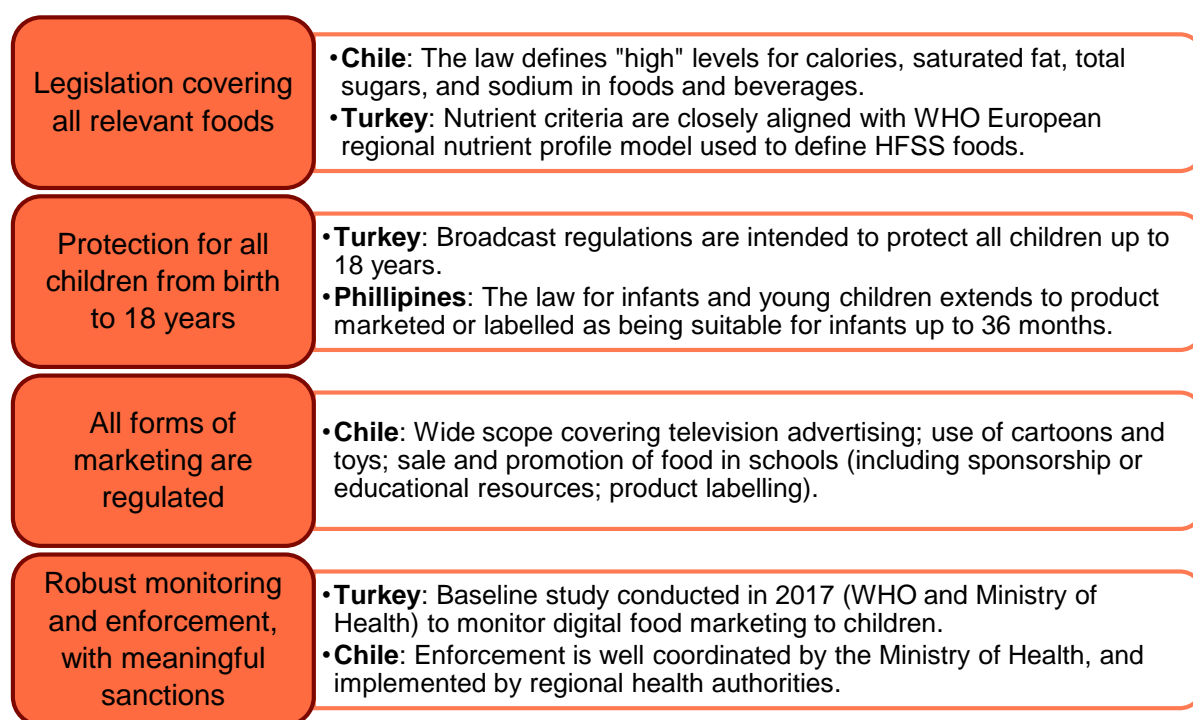 Legislation covering
all relevant foods
•Chile: The law defines "high" levels for calories, saturated fat, total
sugars, and sodium in foods and beverages.
•Turkey: Nutrient criteria are closely aligned with WHO European
regional nutrient profile model used to define HFSS foods.
Protection for all
children from birth
to 18 years
•Turkey: Broadcast regulations are intended to protect all children up to
18 years.
•Phillipines: The law for infants and young children extends to product
marketed or labelled as being suitable for infants up to 36 months.
All forms of
marketing are
regulated
•Chile: Wide scope covering television advertising; use of cartoons and
toys; sale and promotion of food in schools (including sponsorship or
educational resources; product labelling).
Robust monitoring
and enforcement,
with meaningful
sanctions
•Turkey: Baseline study conducted in 2017 (WHO and Ministry of
Health) to monitor digital food marketing to children.
•Chile: Enforcement is well coordinated by the Ministry of Health, and
implemented by regional health authorities.